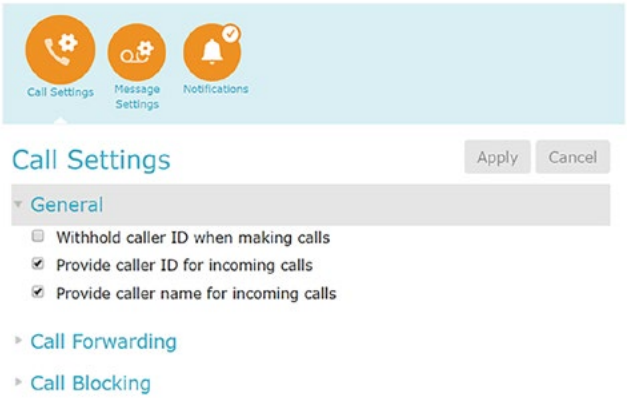 Call Settings
Message
Settings
Notifications
Call Settings
Apply
Cancel
General
Withhold caller ID when making calls
Provide caller ID for incoming calls
Provide caller name for incoming calls
Call Forwarding
Call Blocking